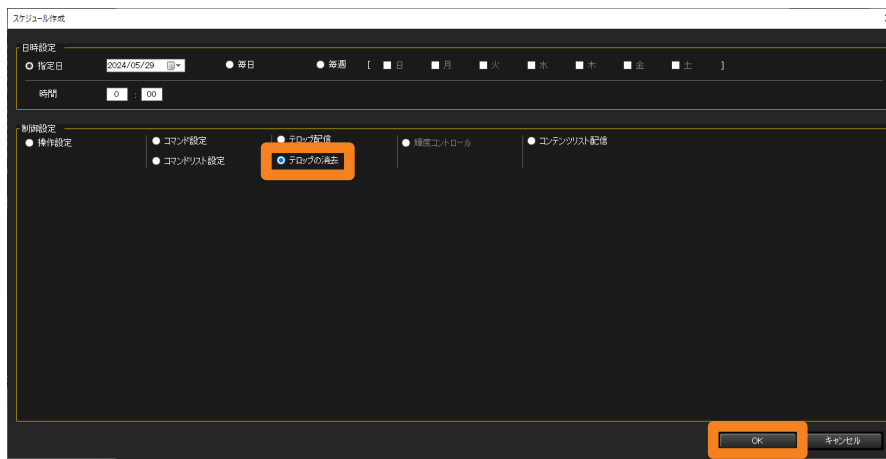 スケジュール作成
日時設定
指定日 2024/05/29 毎日 毎週 [ 日 月 火 水 木 金 土 ]
時間 0 : 00
制御設定
操作設定 コマンド設定 テロップ配信 輝度コントロール コンテンツリスト配信
コマンドリスト設定 テロップの消去
OK キャンセル